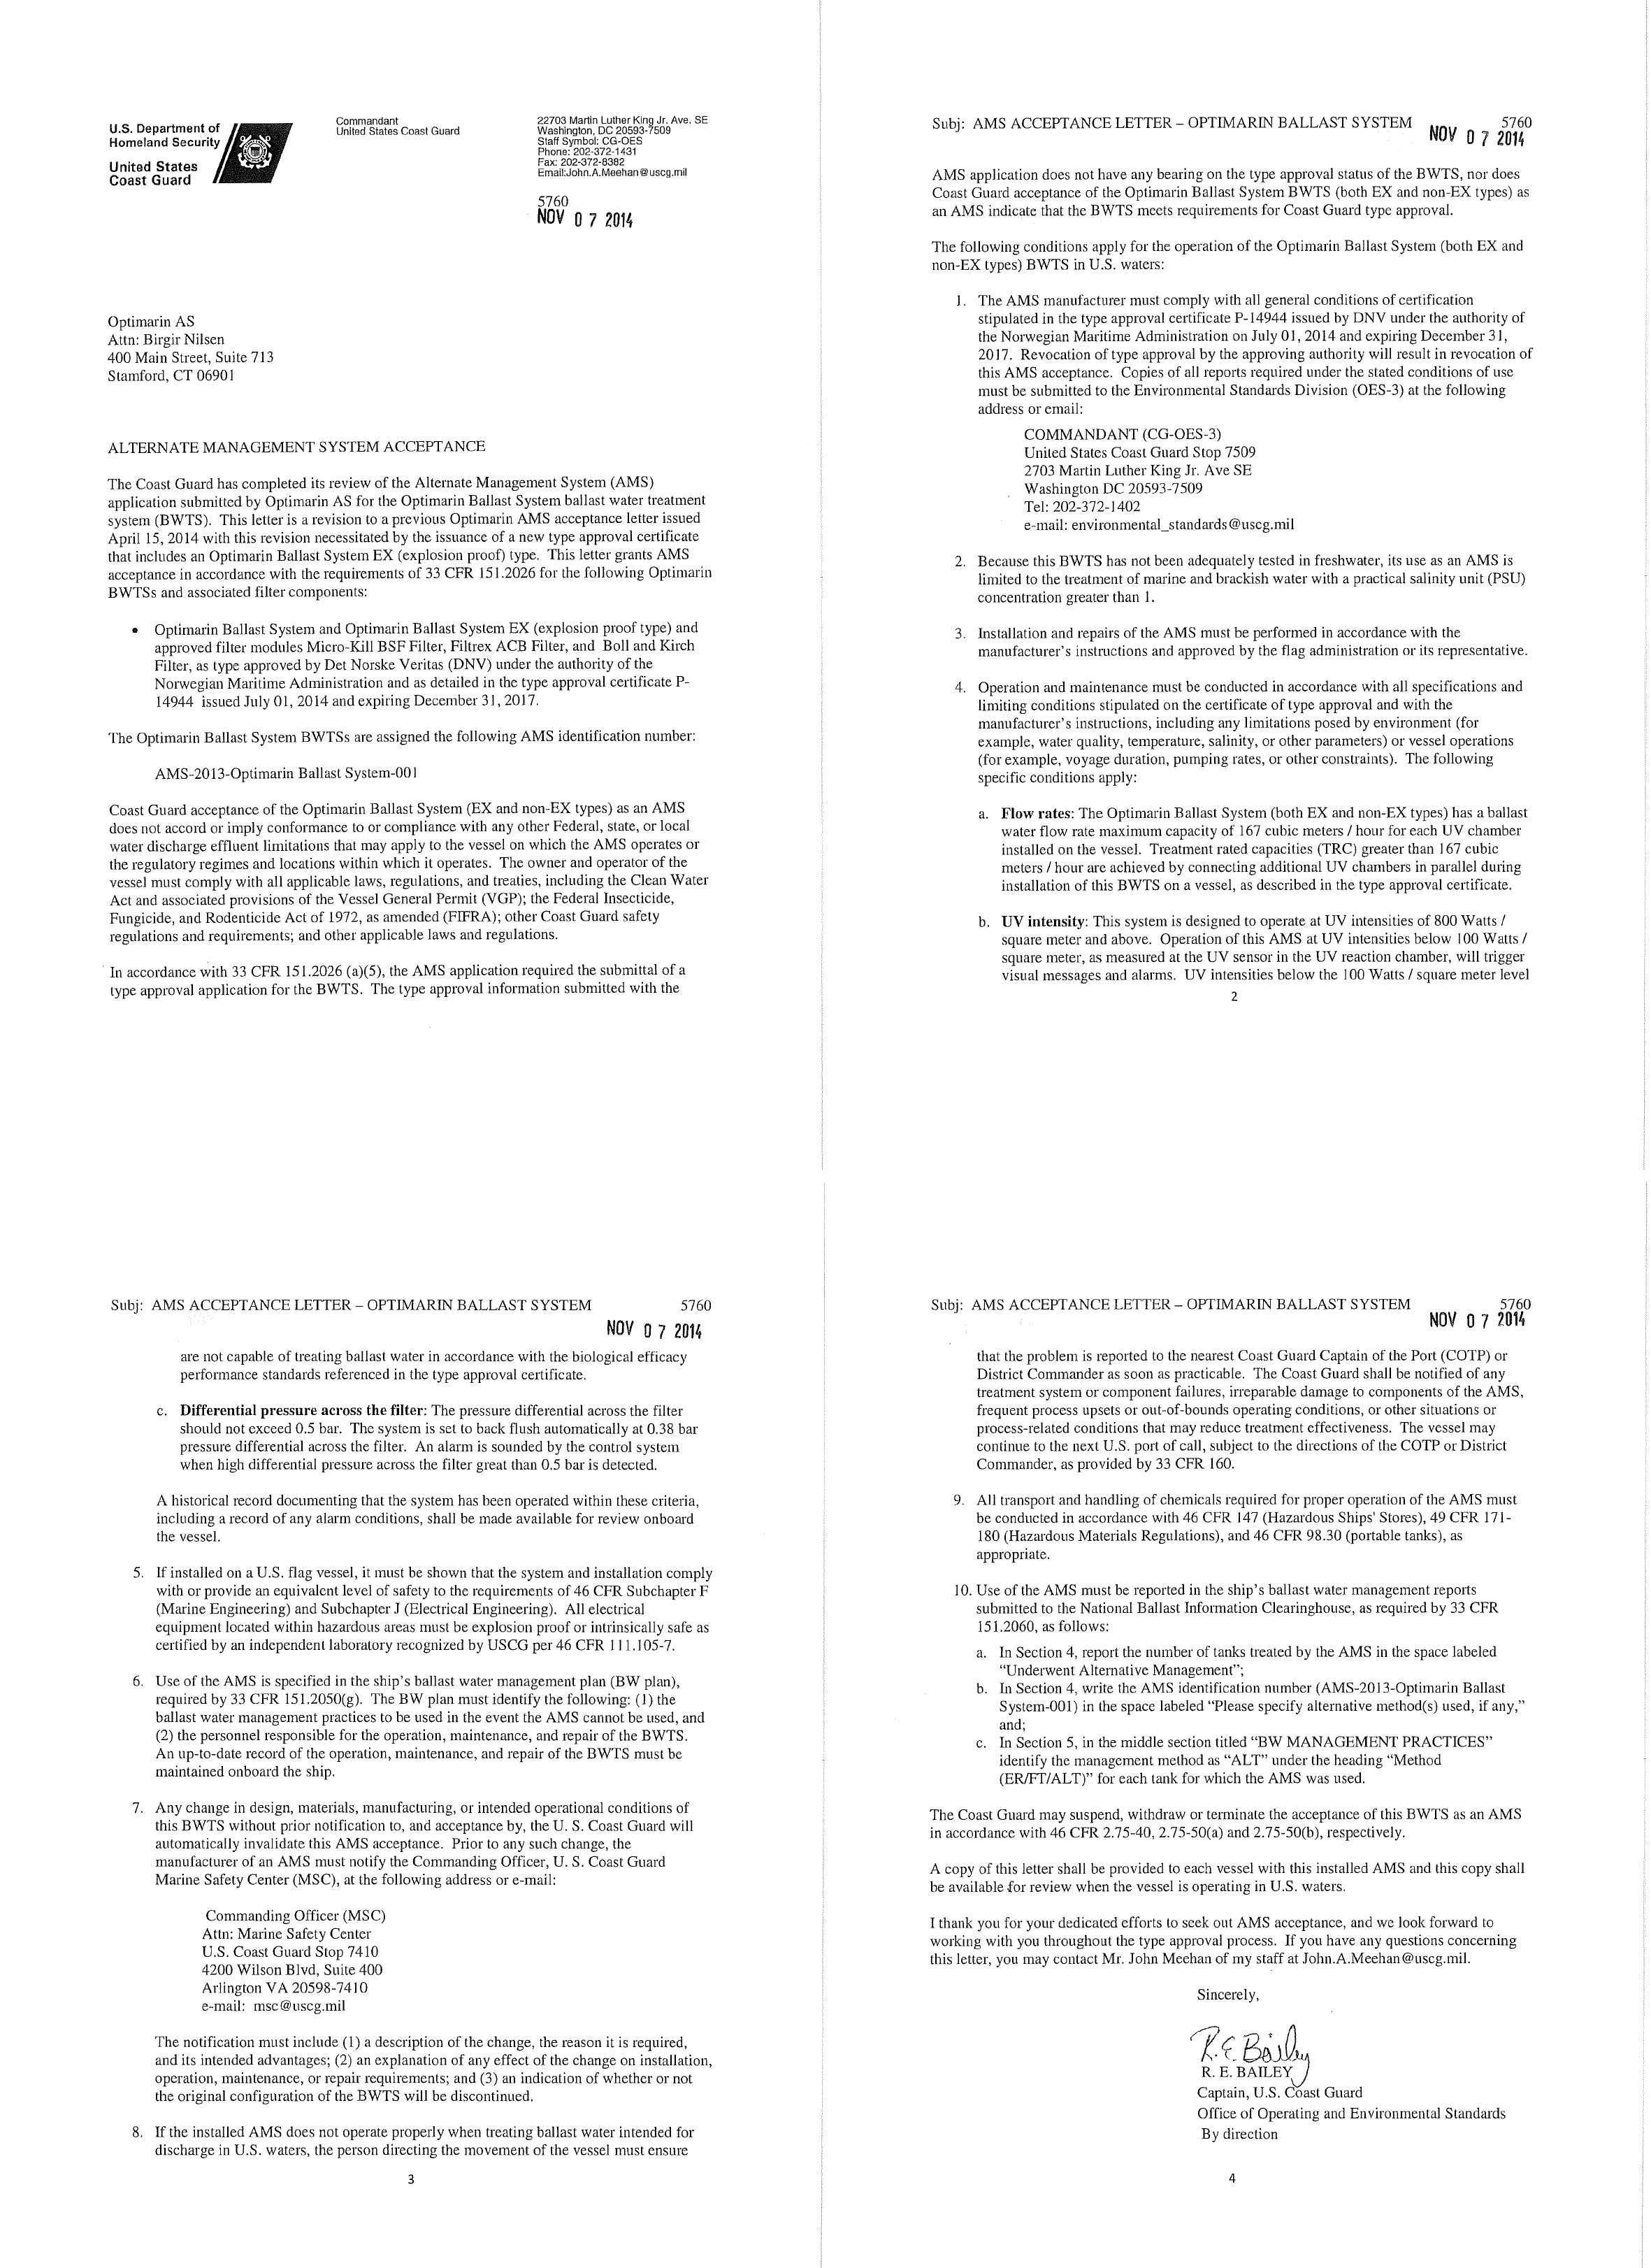 U.S. Department of
Homeland Security
United States
Coast Guard
Commandant
United States Coast Guard
22703 Martin Luther King Jr. Ave. SE
Washington, DC 20593-7509
Staff Symbol: CG-OES
Phone: 202-372-1431
Fax: 202-372-8382
Email:John.A.Meehan@uscg.mil
5760
NOV 07 2014
Optimarin AS
Attn: Birgir Nilsen
400 Main Street, Suite 713
Stamford, CT 06901
ALTERNATE MANAGEMENT SYSTEM ACCEPTANCE
The Coast Guard has completed its review of the Alternate Management System (AMS)
application submitted by Optimarin AS for the Optimarin Ballast System ballast water treatment
system (BWTS). This letter is a revision to a previous Optimarin AMS acceptance letter issued
April 15, 2014 with this revision necessitated by the issuance of a new type approval certificate
that includes an Optimarin Ballast System EX (explosion proof) type. This letter grants AMS
acceptance in accordance with the requirements of 33 CFR 151.2026 for the following Optimarin
BWTSs and associated filter components:
• Optimarin Ballast System and Optimarin Ballast System EX (explosion proof type) and
approved filter modules Micro-Kill BSF Filter, Filtrex ACB Filter, and Boll and Kirch
Filter, as type approved by Det Norske Veritas (DNV) under the authority of the
Norwegian Maritime Administration and as detailed in the type approval certificate P-
14944 issued July 01, 2014 and expiring December 31, 2017.
The Optimarin Ballast System BWTSs are assigned the following AMS identification number:
AMS-2013-Optimarin Ballast System-001
Coast Guard acceptance of the Optimarin Ballast System (EX and non-EX types) as an AMS
does not accord or imply conformance to or compliance with any other Federal, state, or local
water discharge effluent limitations that may apply to the vessel on which the AMS operates or
the regulatory regimes and locations within which it operates. The owner and operator of the
vessel must comply with all applicable laws, regulations, and treaties, including the Clean Water
Act and associated provisions of the Vessel General Permit (VGP); the Federal Insecticide,
Fungicide, and Rodenticide Act of 1972, as amended (FIFRA); other Coast Guard safety
regulations and requirements; and other applicable laws and regulations.
In accordance with 33 CFR 151.2026 (a)(5), the AMS application required the submittal of a
type approval application for the BWTS. The type approval information submitted with the
Subj: AMS ACCEPTANCE LETTER – OPTIMARIN BALLAST SYSTEM 5760
NOV 07 2014
AMS application does not have any bearing on the type approval status of the BWTS, nor does
Coast Guard acceptance of the Optimarin Ballast System BWTS (both EX and non-EX types) as
an AMS indicate that the BWTS meets requirements for Coast Guard type approval.
The following conditions apply for the operation of the Optimarin Ballast System (both EX and
non-EX types) BWTS in U.S. waters:
1. The AMS manufacturer must comply with all general conditions of certification
stipulated in the type approval certificate P-14944 issued by DNV under the authority of
the Norwegian Maritime Administration on July 01, 2014 and expiring December 31,
2017. Revocation of type approval by the approving authority will result in revocation of
this AMS acceptance. Copies of all reports required under the stated conditions of use
must be submitted to the Environmental Standards Division (OES-3) at the following
address or email:
COMMANDANT (CG-OES-3)
United States Coast Guard Stop 7509
2703 Martin Luther King Jr. Ave SE
Washington DC 20593-7509
Tel: 202-372-1402
e-mail: environmental_standards@uscg.mil
2. Because this BWTS has not been adequately tested in freshwater, its use as an AMS is
limited to the treatment of marine and brackish water with a practical salinity unit (PSU)
concentration greater than 1.
3. Installation and repairs of the AMS must be performed in accordance with the
manufacturer's instructions and approved by the flag administration or its representative.
4. Operation and maintenance must be conducted in accordance with all specifications and
limiting conditions stipulated on the certificate of type approval and with the
manufacturer's instructions, including any limitations posed by environment (for
example, water quality, temperature, salinity, or other parameters) or vessel operations
(for example, voyage duration, pumping rates, or other constraints). The following
specific conditions apply:
a. Flow rates: The Optimarin Ballast System (both EX and non-EX types) has a ballast
water flow rate maximum capacity of 167 cubic meters / hour for each UV chamber
installed on the vessel. Treatment rated capacities (TRC) greater than 167 cubic
meters / hour are achieved by connecting additional UV chambers in parallel during
installation of this BWTS on a vessel, as described in the type approval certificate.
b. UV intensity: This system is designed to operate at UV intensities of 800 Watts /
square meter and above. Operation of this AMS at UV intensities below 100 Watts /
square meter, as measured at the UV sensor in the UV reaction chamber, will trigger
visual messages and alarms. UV intensities below the 100 Watts / square meter level
2
Subj: AMS ACCEPTANCE LETTER – OPTIMARIN BALLAST SYSTEM 5760
NOV 07 2014
are not capable of treating ballast water in accordance with the biological efficacy
performance standards referenced in the type approval certificate.
c. Differential pressure across the filter: The pressure differential across the filter
should not exceed 0.5 bar. The system is set to back flush automatically at 0.38 bar
pressure differential across the filter. An alarm is sounded by the control system
when high differential pressure across the filter great than 0.5 bar is detected.
A historical record documenting that the system has been operated within these criteria,
including a record of any alarm conditions, shall be made available for review onboard
the vessel.
5. If installed on a U.S. flag vessel, it must be shown that the system and installation comply
with or provide an equivalent level of safety to the requirements of 46 CFR Subchapter F
(Marine Engineering) and Subchapter J (Electrical Engineering). All electrical
equipment located within hazardous areas must be explosion proof or intrinsically safe as
certified by an independent laboratory recognized by USCG per 46 CFR 111.105-7.
6. Use of the AMS is specified in the ship's ballast water management plan (BW plan),
required by 33 CFR 151.2050(g). The BW plan must identify the following: (1) the
ballast water management practices to be used in the event the AMS cannot be used, and
(2) the personnel responsible for the operation, maintenance, and repair of the BWTS.
An up-to-date record of the operation, maintenance, and repair of the BWTS must be
maintained onboard the ship.
7. Any change in design, materials, manufacturing, or intended operational conditions of
this BWTS without prior notification to, and acceptance by, the U. S. Coast Guard will
automatically invalidate this AMS acceptance. Prior to any such change, the
manufacturer of an AMS must notify the Commanding Officer, U. S. Coast Guard
Marine Safety Center (MSC), at the following address or e-mail:
Commanding Officer (MSC)
Attn: Marine Safety Center
U.S. Coast Guard Stop 7410
4200 Wilson Blvd, Suite 400
Arlington VA 20598-7410
e-mail: msc@uscg.mil
The notification must include (1) a description of the change, the reason it is required,
and its intended advantages; (2) an explanation of any effect of the change on installation,
operation, maintenance, or repair requirements; and (3) an indication of whether or not
the original configuration of the BWTS will be discontinued.
8. If the installed AMS does not operate properly when treating ballast water intended for
discharge in U.S. waters, the person directing the movement of the vessel must ensure
3
Subj: AMS ACCEPTANCE LETTER – OPTIMARIN BALLAST SYSTEM 5760
NOV 07 2014
that the problem is reported to the nearest Coast Guard Captain of the Port (COTP) or
District Commander as soon as practicable. The Coast Guard shall be notified of any
treatment system or component failures, irreparable damage to components of the AMS,
frequent process upsets or out-of-bounds operating conditions, or other situations or
process-related conditions that may reduce treatment effectiveness. The vessel may
continue to the next U.S. port of call, subject to the directions of the COTP or District
Commander, as provided by 33 CFR 160.
9. All transport and handling of chemicals required for proper operation of the AMS must
be conducted in accordance with 46 CFR 147 (Hazardous Ships' Stores), 49 CFR 171-
180 (Hazardous Materials Regulations), and 46 CFR 98.30 (portable tanks), as
appropriate.
10. Use of the AMS must be reported in the ship's ballast water management reports
submitted to the National Ballast Information Clearinghouse, as required by 33 CFR
151.2060, as follows:
a. In Section 4, report the number of tanks treated by the AMS in the space labeled
"Underwent Alternative Management";
b. In Section 4, write the AMS identification number (AMS-2013-Optimarin Ballast
System-001) in the space labeled "Please specify alternative method(s) used, if any,"
and;
c. In Section 5, in the middle section titled "BW MANAGEMENT PRACTICES"
identify the management method as "ALT" under the heading "Method
(ER/FT/ALT)" for each tank for which the AMS was used.
The Coast Guard may suspend, withdraw or terminate the acceptance of this BWTS as an AMS
in accordance with 46 CFR 2.75-40, 2.75-50(a) and 2.75-50(b), respectively.
A copy of this letter shall be provided to each vessel with this installed AMS and this copy shall
be available for review when the vessel is operating in U.S. waters.
I thank you for your dedicated efforts to seek out AMS acceptance, and we look forward to
working with you throughout the type approval process. If you have any questions concerning
this letter, you may contact Mr. John Meehan of my staff at John.A.Meehan@uscg.mil.
Sincerely,
R.E. Bailey
R. E. BAILEY
Captain, U.S. Coast Guard
Office of Operating and Environmental Standards
By direction
4